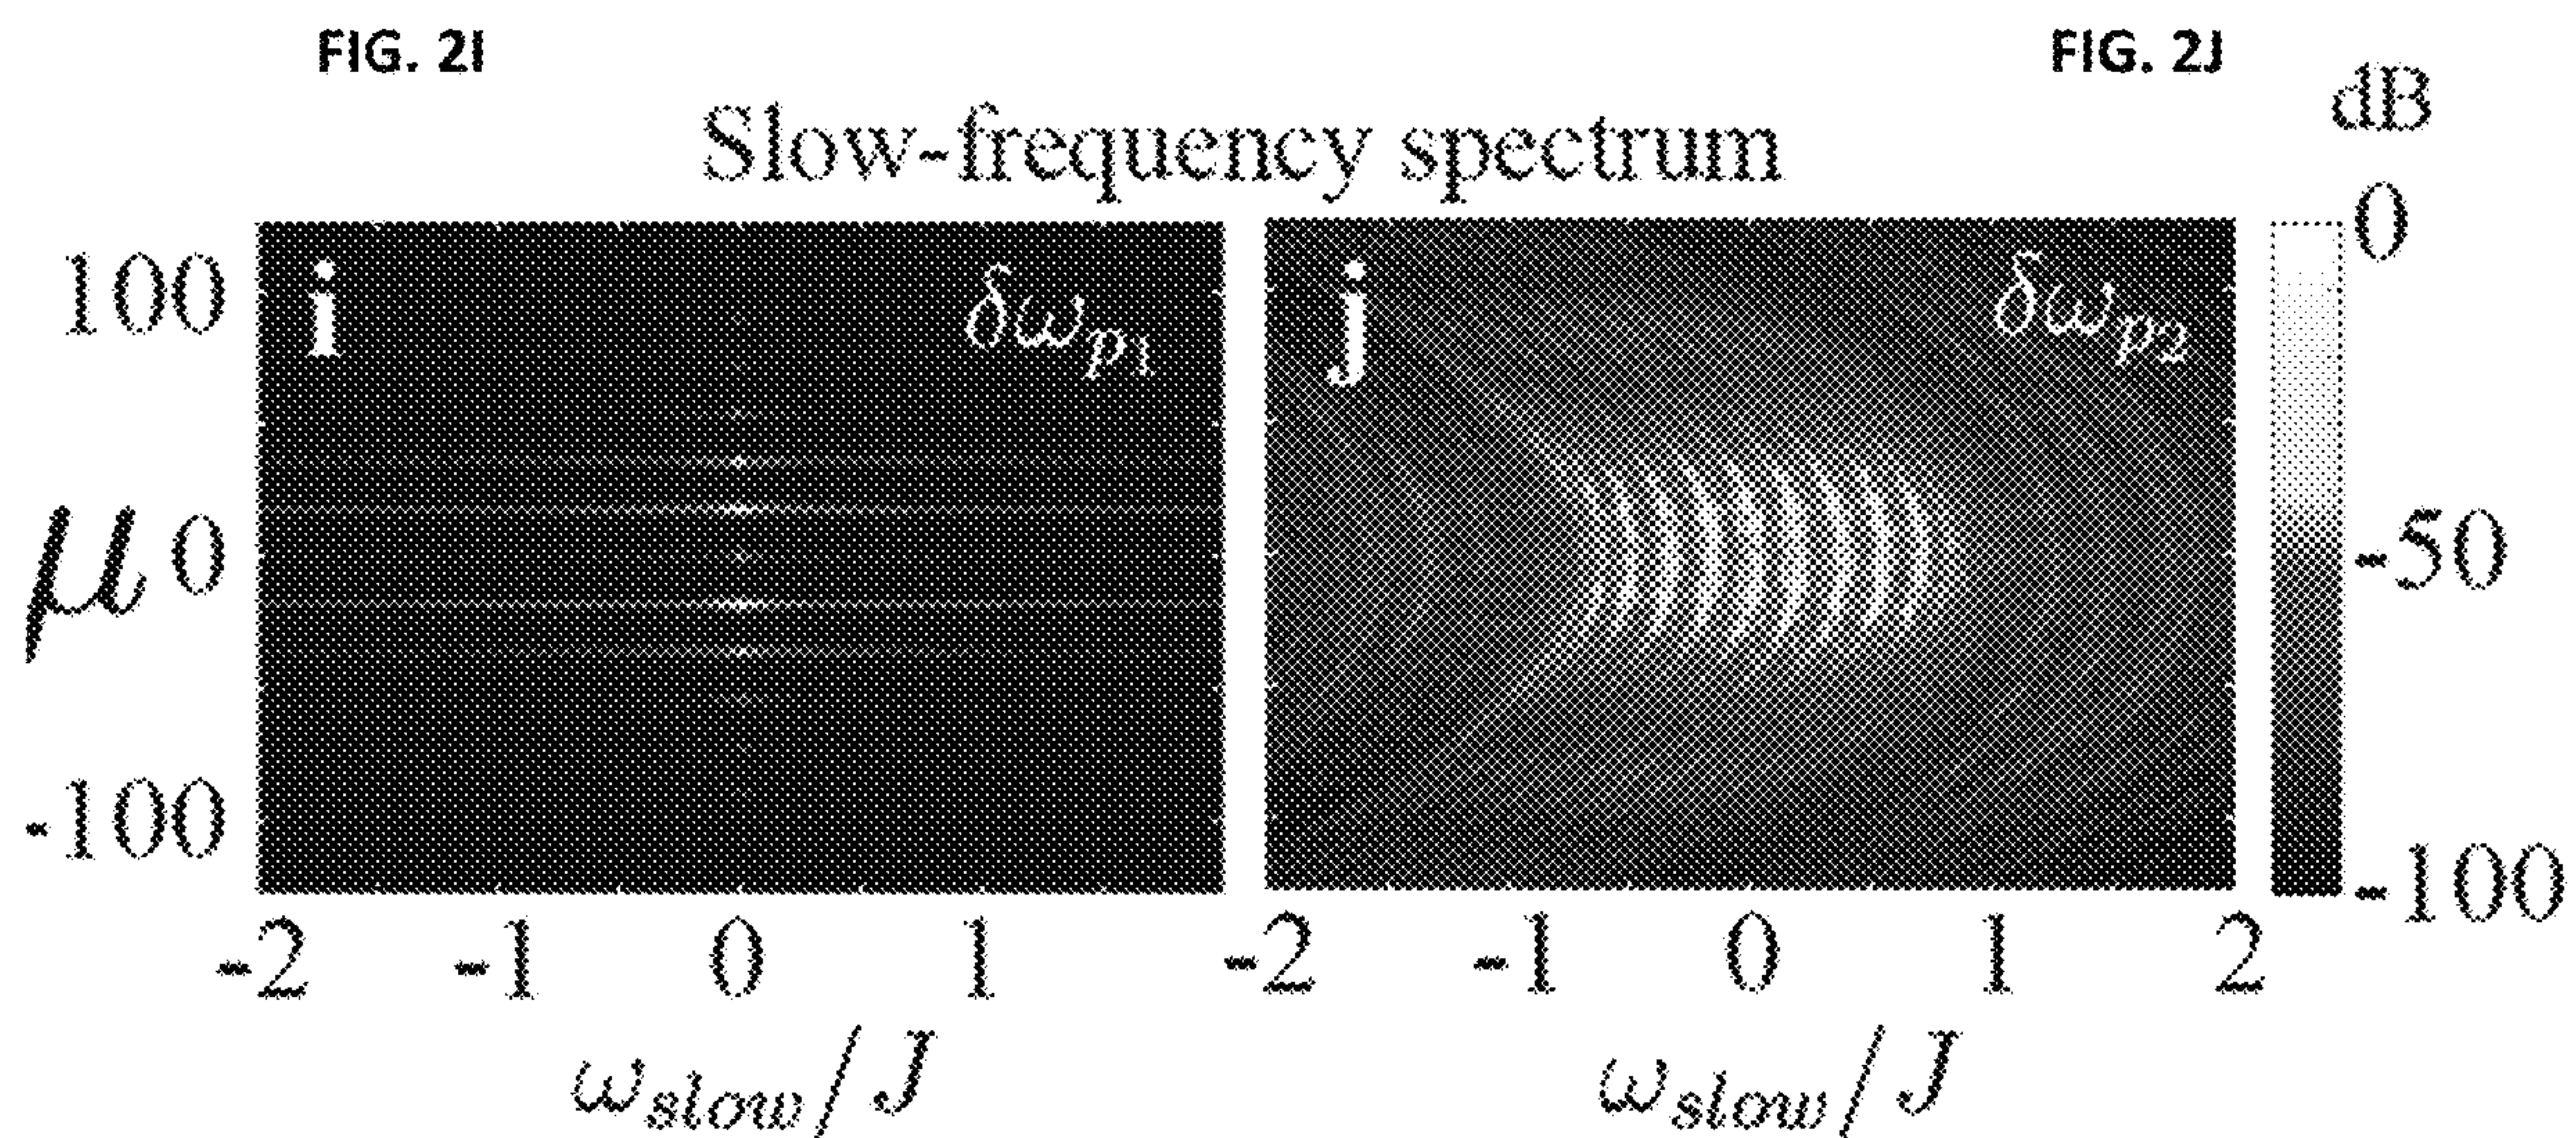 FIG. 2I
FIG. 2J
Slow-frequency spectrum
dB
i
δω_{p1}
j
δω_{p2}
100
0
-100
μ
0
-50
-100
-2 -1 0 1
-2 -1 0 1 2
ω_{slow}/J
ω_{slow}/J